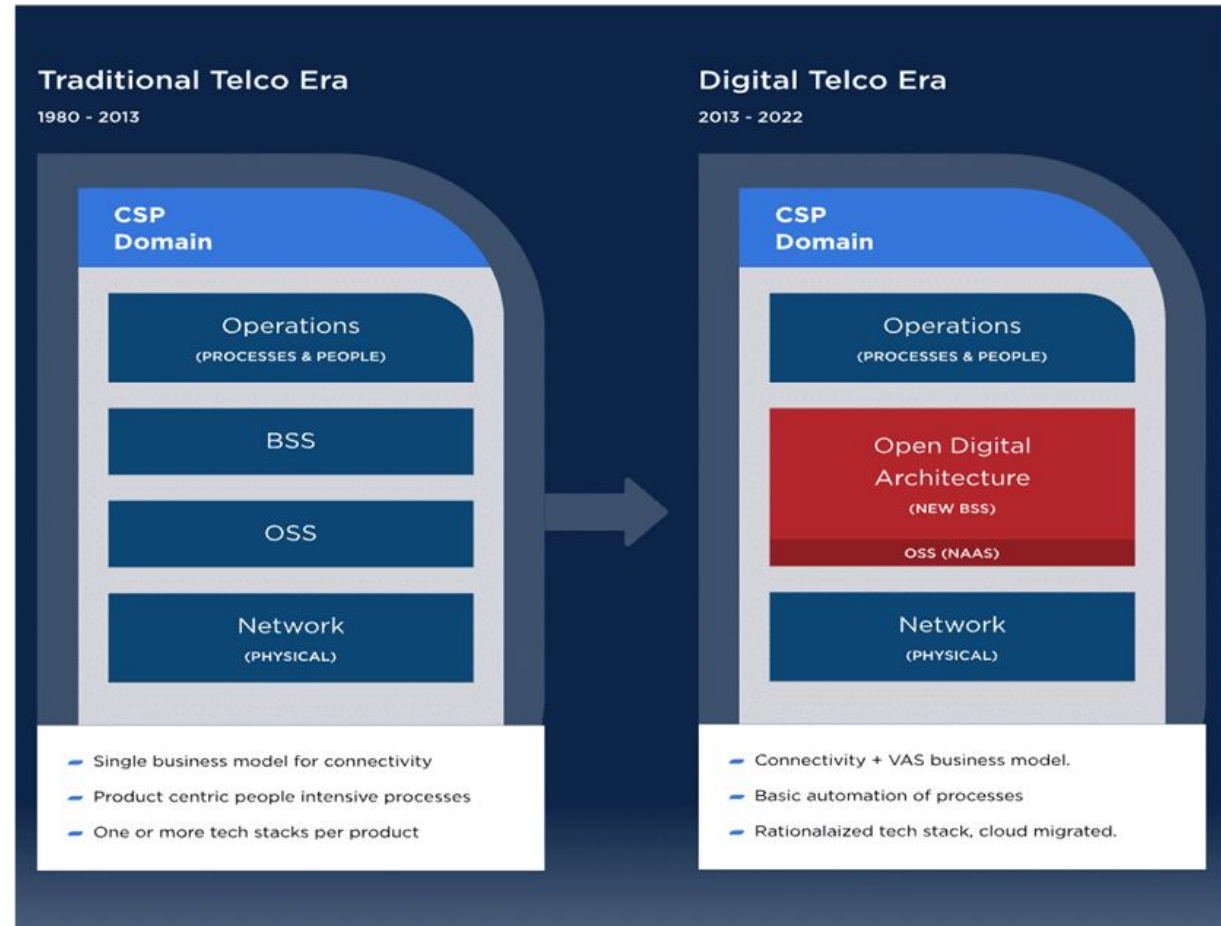 Traditional Telco Era
1980 - 2013
CSP
Domain
Operations
(PROCESSES & PEOPLE)
BSS
OSS
Network
(PHYSICAL)
Single business model for connectivity
Product centric people intensive processes
One or more tech stacks per product
Digital Telco Era
2013 - 2022
CSP
Domain
Operations
(PROCESSES & PEOPLE)
Open Digital
Architecture
(NEW BSS)
OSS (NAAS)
Network
(PHYSICAL)
Connectivity + VAS business model.
Basic automation of processes
Rationalaized tech stack, cloud migrated.